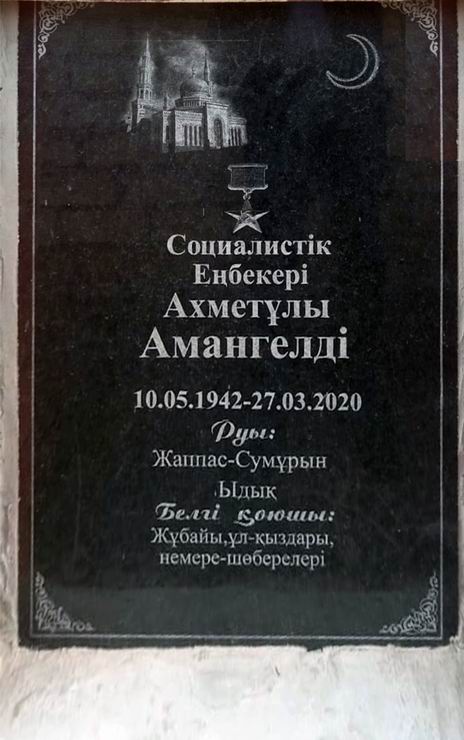 Социалистік
Еңбекері
Ахметұлы
Амангелді
10.05.1942-27.03.2020
Руы:
Жаппас-Сумұрын
Ыдық
Белгі қоюшы:
Жұбайы,ұл-қыздары,
немере-шөберелері